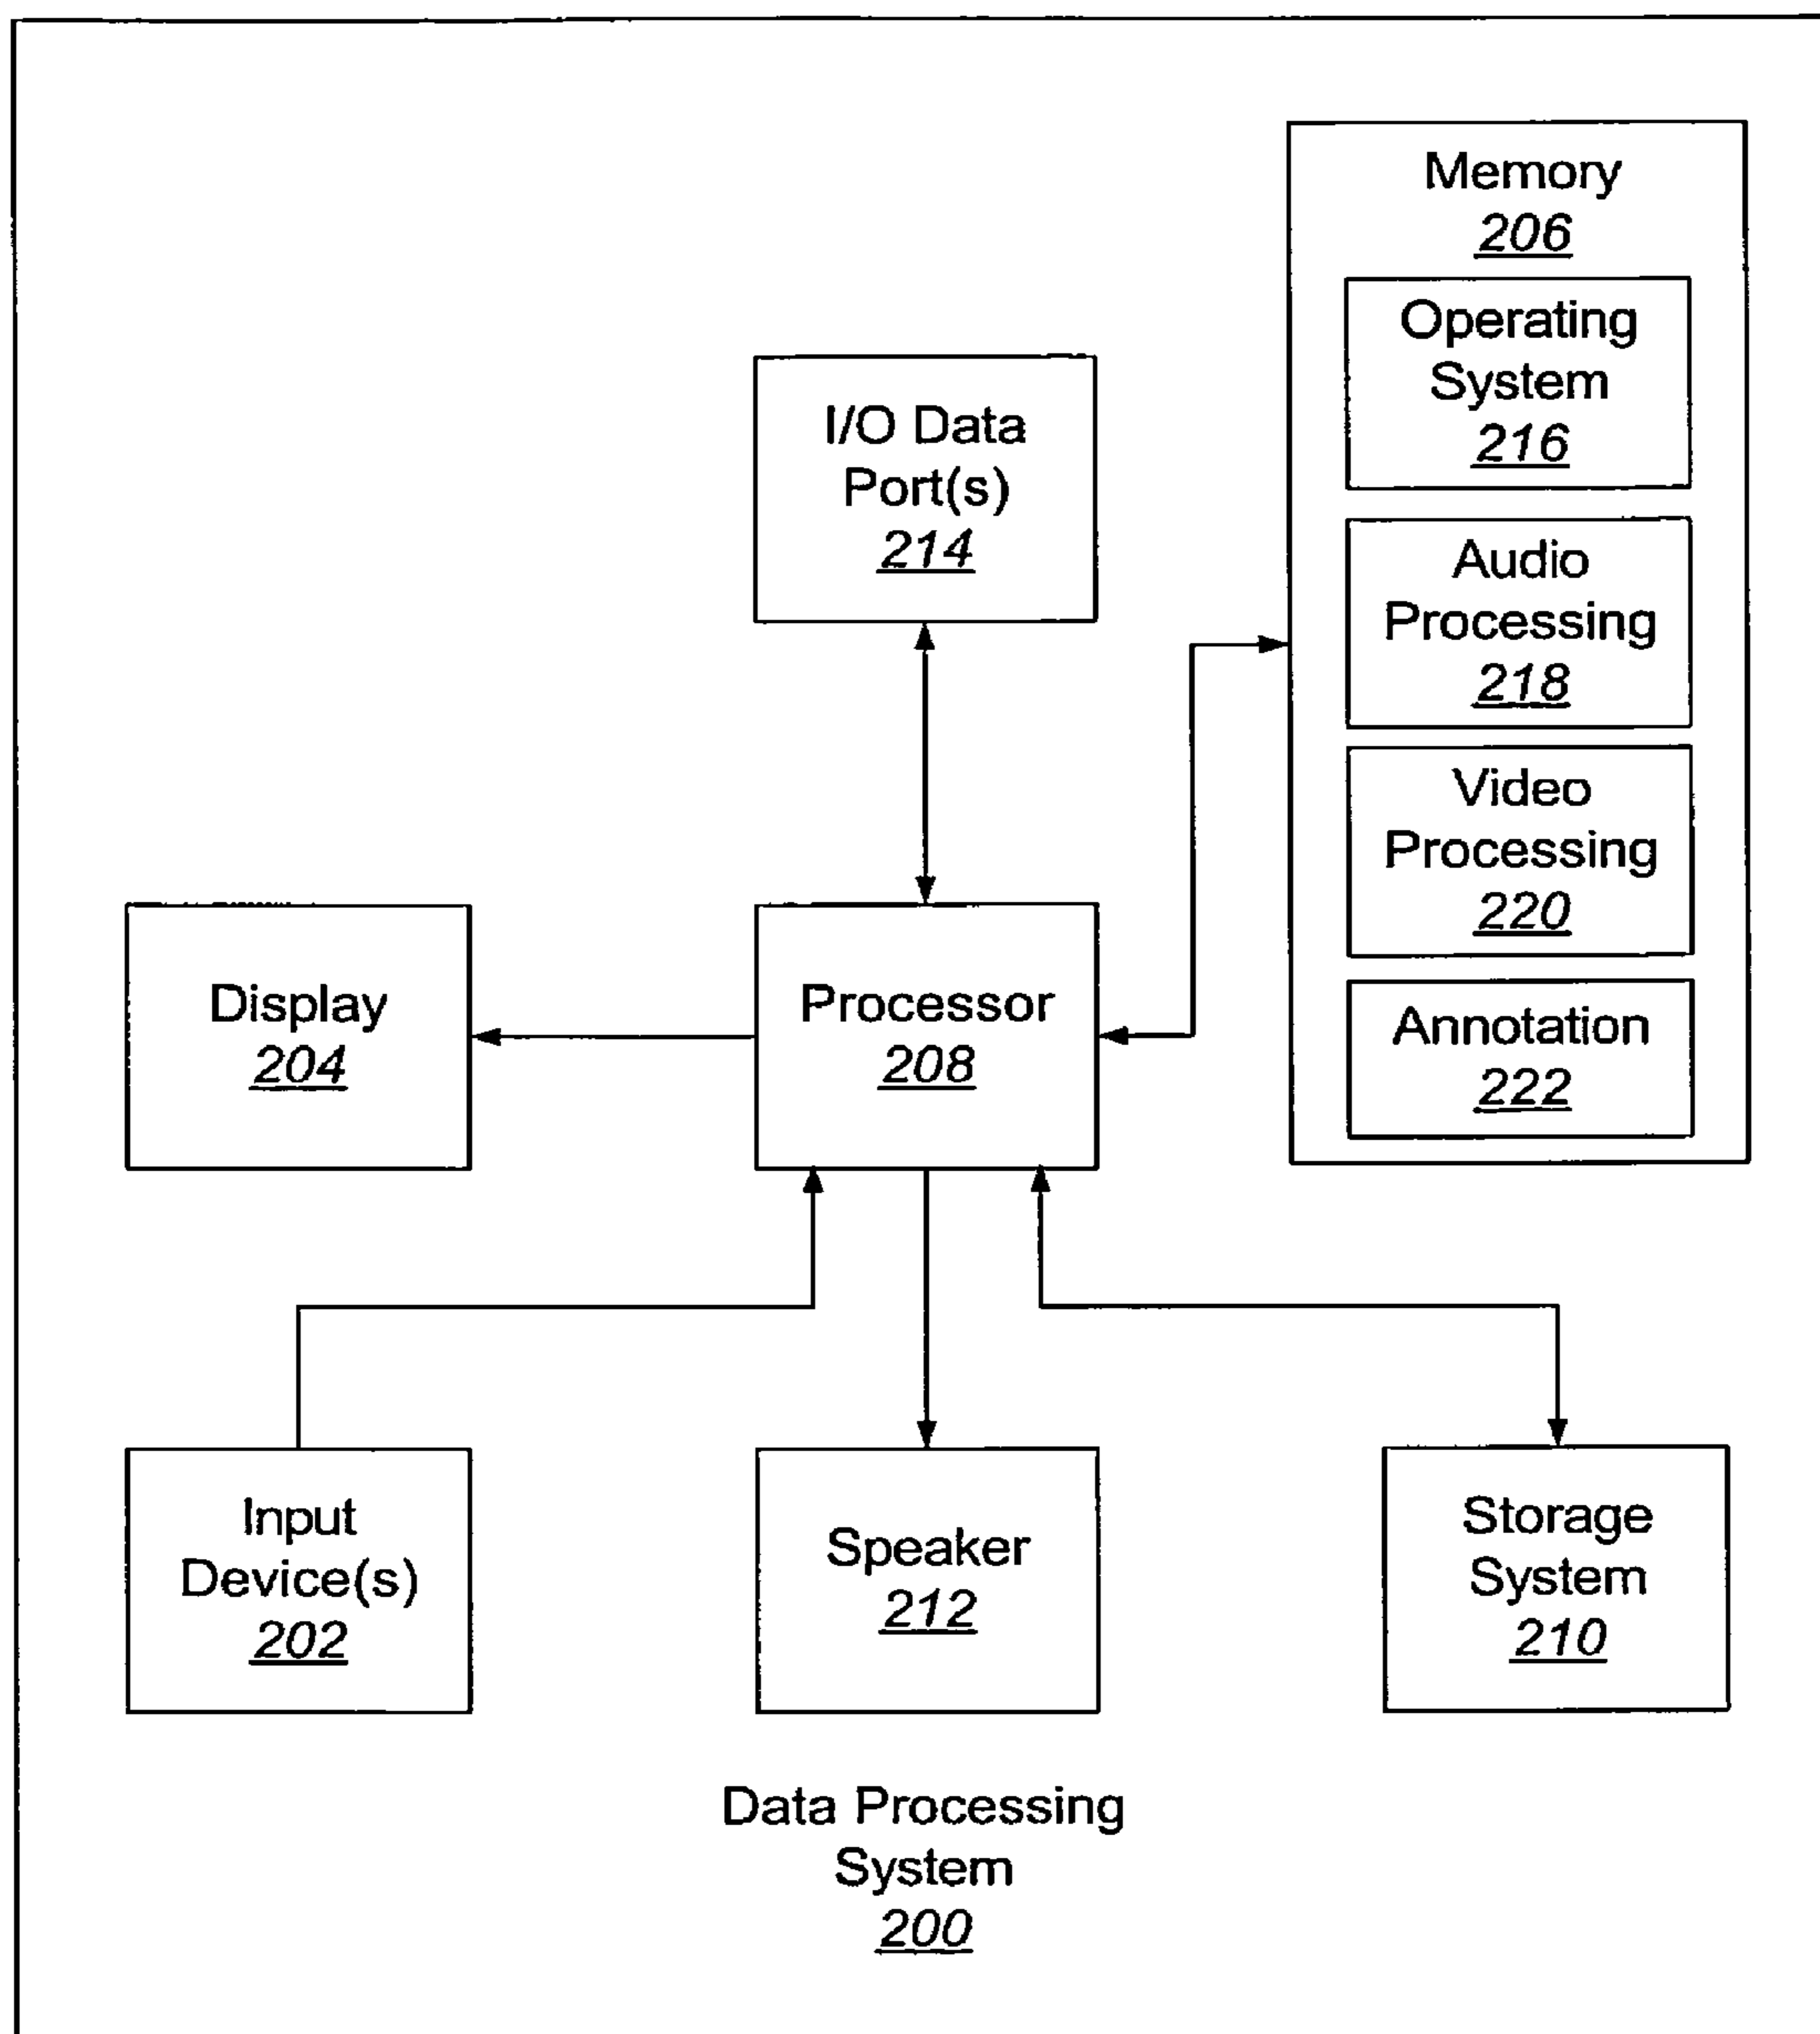 Memory
206
Operating
System
216
Audio
Processing
218
Video
Processing
220
Annotation
222
I/O Data
Port(s)
214
Display
204
Processor
208
Input
Device(s)
202
Speaker
212
Storage
System
210
Data Processing
System
200